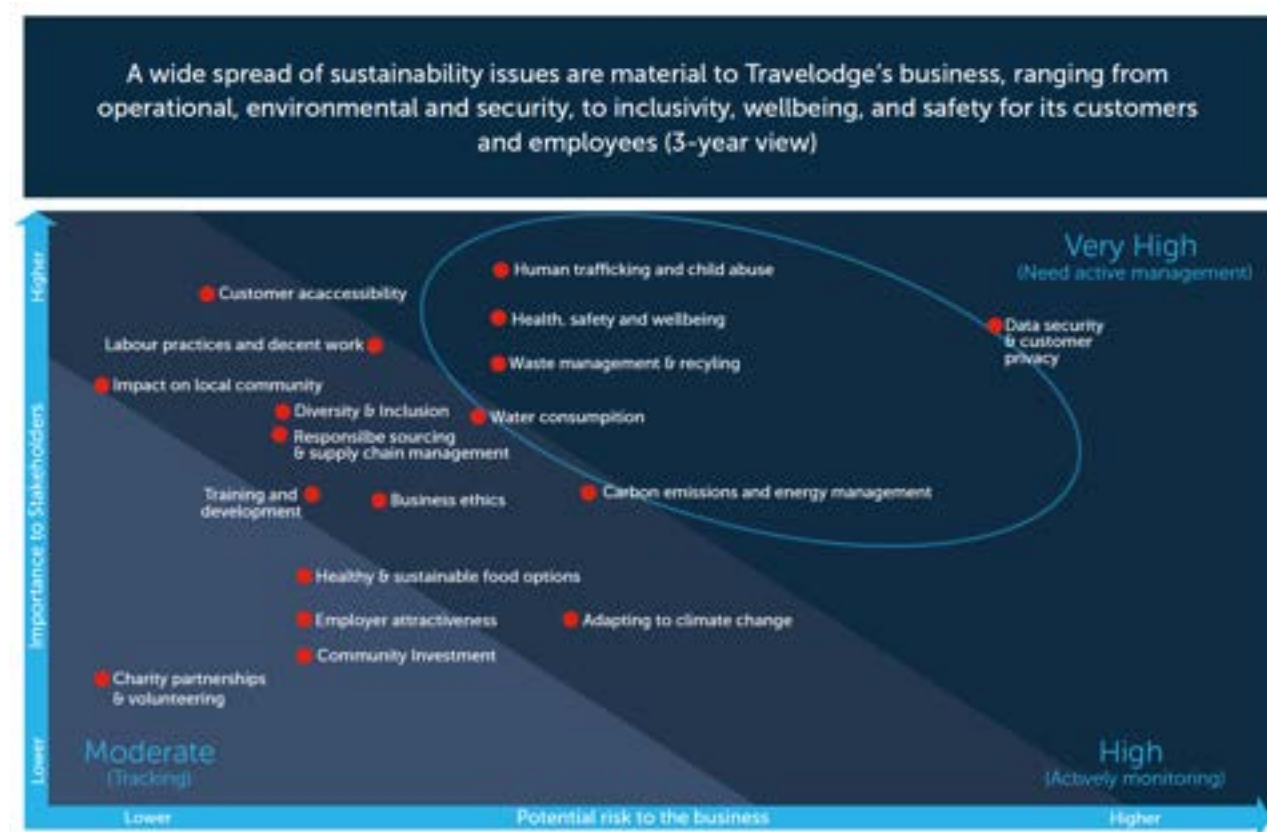 A wide spread of sustainability issues are material to Travelodge's business, ranging from
operational, environmental and security, to inclusivity, wellbeing, and safety for its customers
and employees (3-year view)
Higher
Importance to Stakeholders
Lower
Very High
(Need active management)
Human trafficking and child abuse
Customer acaccessibility
Health, safety and wellbeing
Data security
& customer
privacy
Labour practices and decent work
Waste management & recyling
Impact on local community
Diversity & Inclusion
Water consumpition
Responsilbe sourcing
& supply chain management
Training and
development
Business ethics
Carbon emissions and energy management
Healthy & sustainable food options
Employer attractiveness
Adapting to climate change
Community Investment
Charity partnerships
& volunteering
Moderate
(Tracking)
High
(Actively monitoring)
Lower
Potential risk to the business
Higher